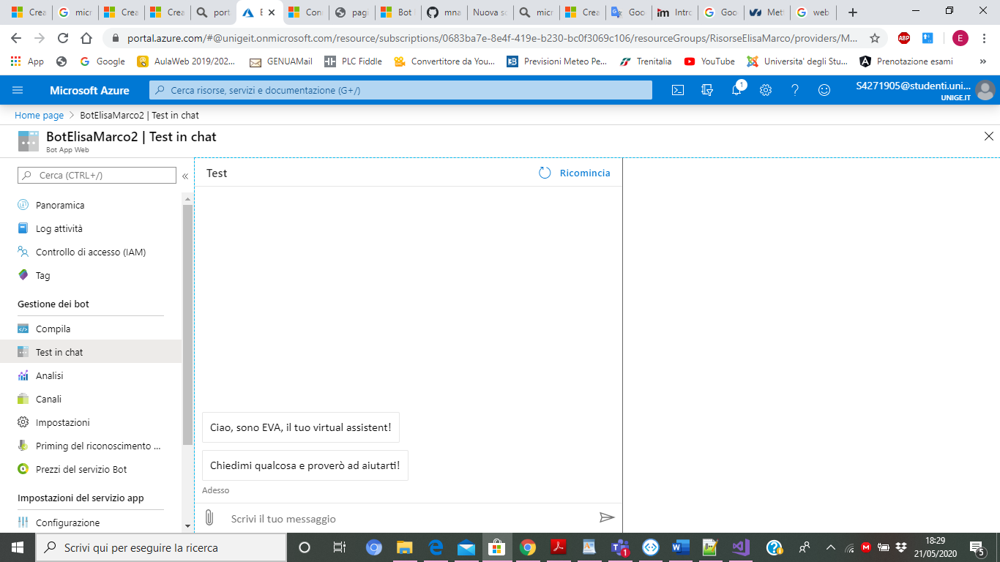 Crea
micr
Crea
Crea
port
E
Con
pagi
Bot
mna
Nuova sc
micr
Crea
Goo
Intro
Goo
Met
web
portal.azure.com/#@unigeit.onmicrosoft.com/resource/subscriptions/0683ba7e-8e4f-419e-b230-bc0f3069c106/resourceGroups/RisorseElisaMarco/providers/M...
ABP
E
App
Google
AulaWeb 2019/202...
GENUAMail
PLC Fiddle
Convertitore da You...
Previsioni Meteo Pe...
Trenitalia
YouTube
Universita' degli Stu...
Prenotazione esami
»
Microsoft Azure
Cerca risorse, servizi e documentazione (G+/)
1
S4271905@studenti.uni...
UNIGE.IT
Home page > BotElisaMarco2 | Test in chat
BotElisaMarco2 | Test in chat
Bot App Web
Cerca (CTRL+/)
«
Panoramica
Log attività
Controllo di accesso (IAM)
Tag
Gestione dei bot
Compila
Test in chat
Analisi
Canali
Impostazioni
Priming del riconoscimento ...
Prezzi del servizio Bot
Impostazioni del servizio app
Configurazione
Test
Ricomincia
Ciao, sono EVA, il tuo virtual assistent!
Chiedimi qualcosa e proverò ad aiutarti!
Adesso
Scrivi il tuo messaggio
Scrivi qui per eseguire la ricerca
1
18:29
21/05/2020
5